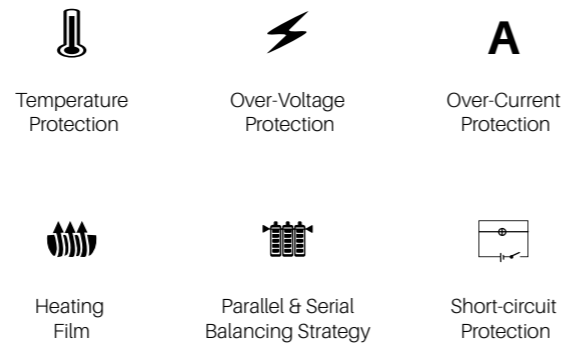 A
Temperature
Protection
Over-Voltage
Protection
Over-Current
Protection
Heating
Film
Parallel & Serial
Balancing Strategy
Short-circuit
Protection